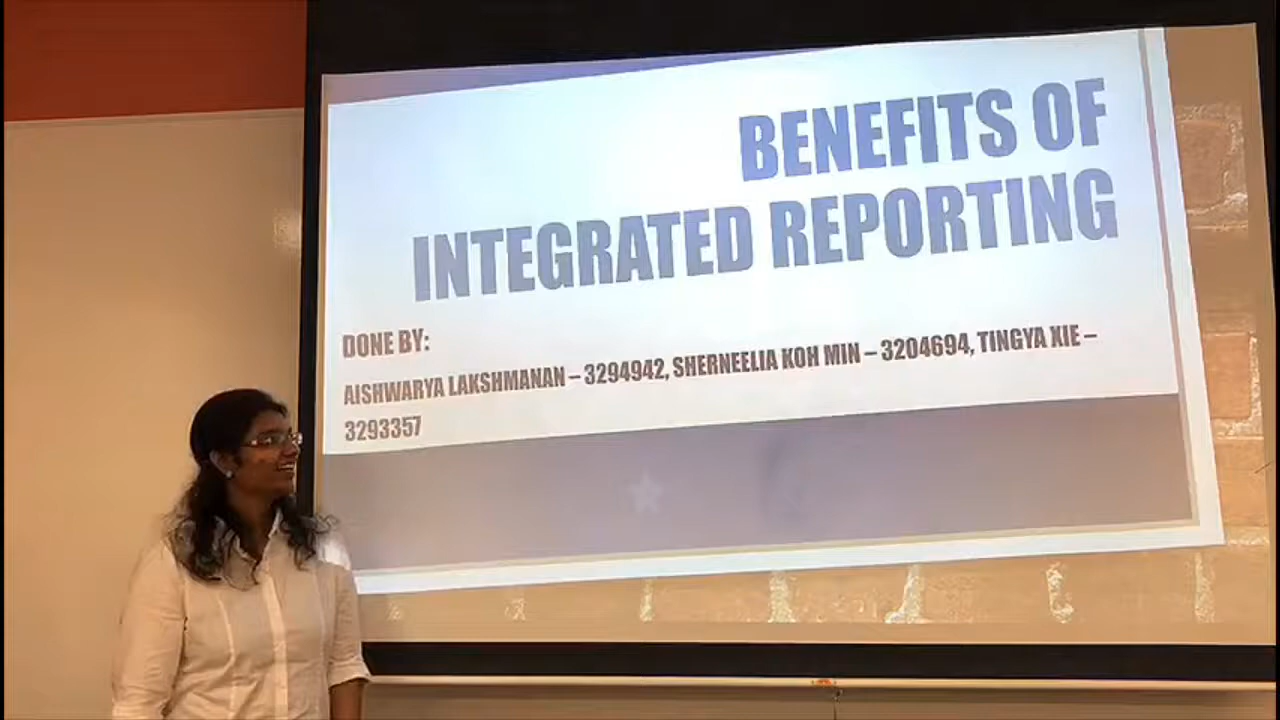 BENEFITS OF
INTEGRATED REPORTING
DONE BY:
AISHWARYA LAKSHMANAN – 3294942, SHERNEELIA KOH MIN – 3204694, TINGYA XIE –
3293357